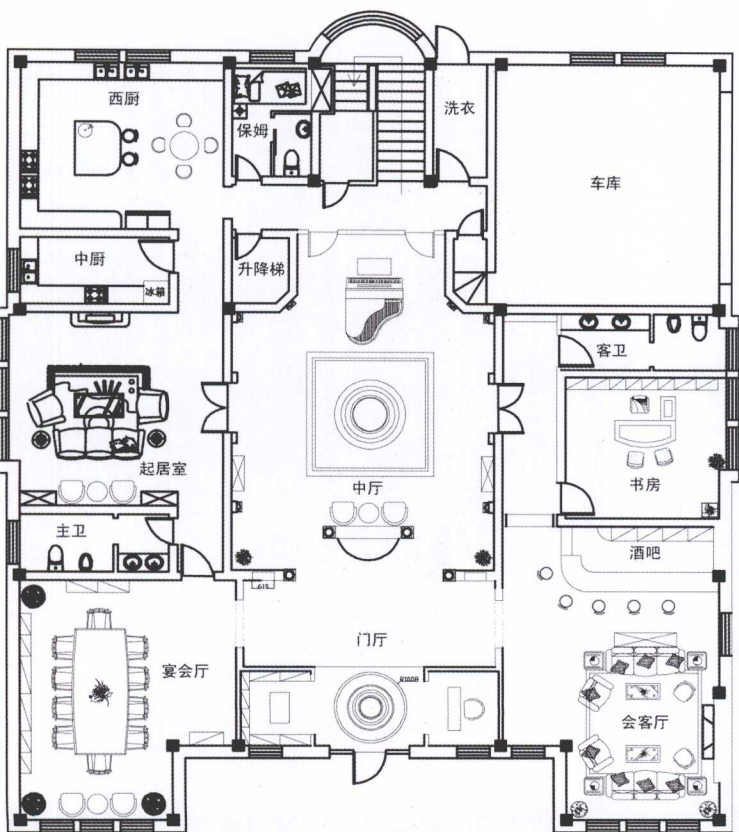 西厨
保姆
洗衣
车库
中厨
冰箱
升降梯
客卫
起居室
中厅
书房
主卫
酒吧
门厅
宴会厅
会客厅